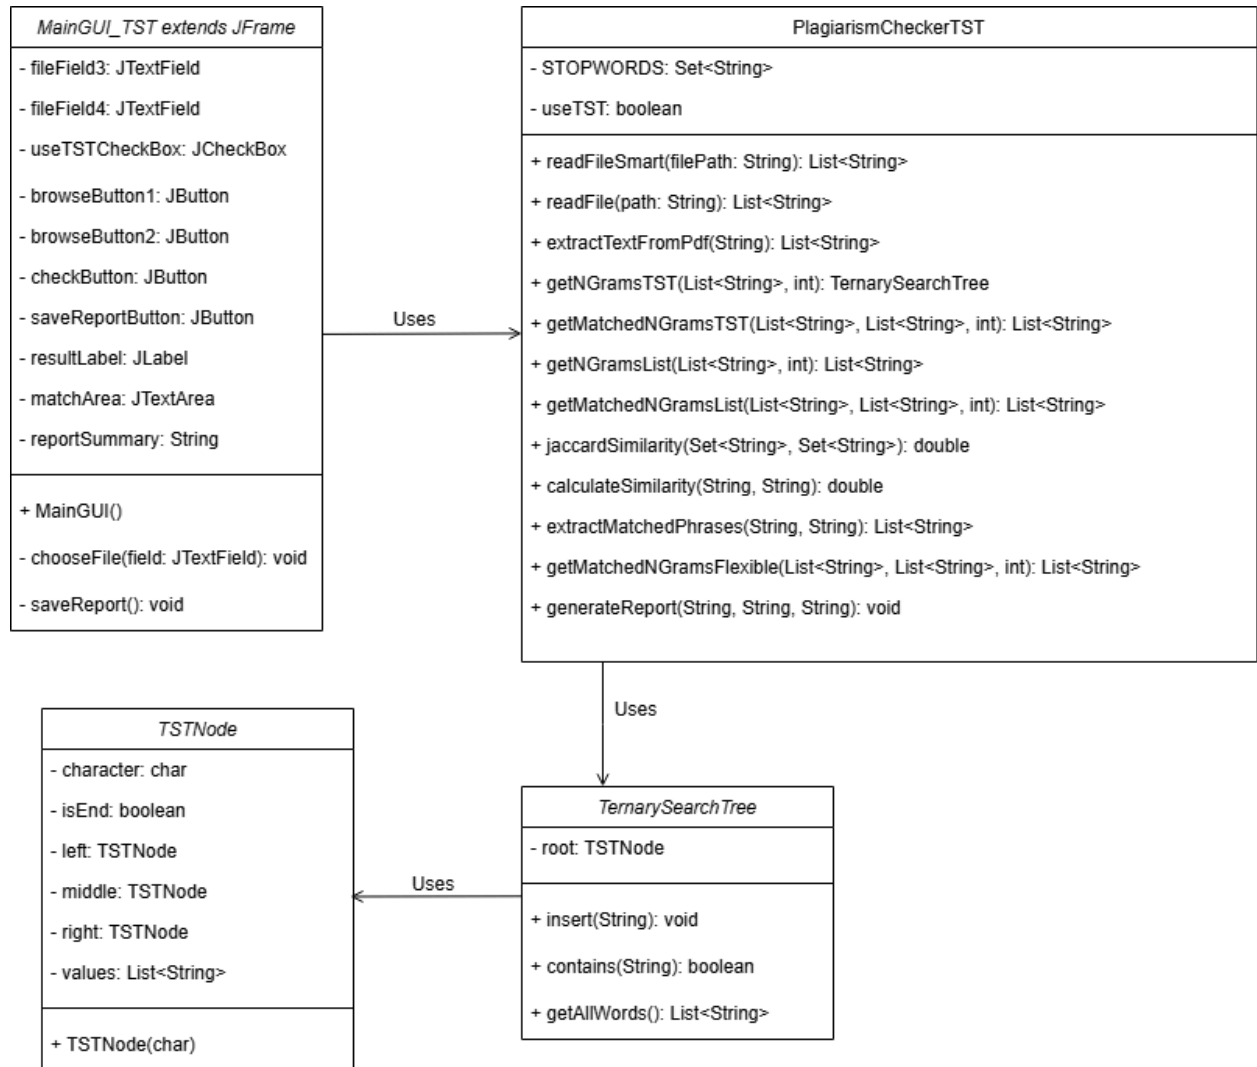 MainGUI_TST extends JFrame
- fileField3: JTextField
- fileField4: JTextField
- useTSTCheckBox: JCheckBox
- browseButton1: JButton
- browseButton2: JButton
- checkButton: JButton
- saveReportButton: JButton
- resultLabel: JLabel
- matchArea: JTextArea
- reportSummary: String
+ MainGUI()
- chooseFile(field: JTextField): void
- saveReport(): void
Uses
PlagiarismCheckerTST
- STOPWORDS: Set<String>
- useTST: boolean
+ readFileSmart(filePath: String): List<String>
+ readFile(path: String): List<String>
+ extractTextFromPdf(String): List<String>
+ getNGramsTST(List<String>, int): TernarySearchTree
+ getMatchedNGramsTST(List<String>, List<String>, int): List<String>
+ getNGramsList(List<String>, int): List<String>
+ getMatchedNGramsList(List<String>, List<String>, int): List<String>
+ jaccardSimilarity(Set<String>, Set<String>): double
+ calculateSimilarity(String, String): double
+ extractMatchedPhrases(String, String): List<String>
+ getMatchedNGramsFlexible(List<String>, List<String>, int): List<String>
+ generateReport(String, String, String): void
Uses
TSTNode
- character: char
- isEnd: boolean
- left: TSTNode
- middle: TSTNode
- right: TSTNode
- values: List<String>
+ TSTNode(char)
Uses
TernarySearchTree
- root: TSTNode
+ insert(String): void
+ contains(String): boolean
+ getAllWords(): List<String>